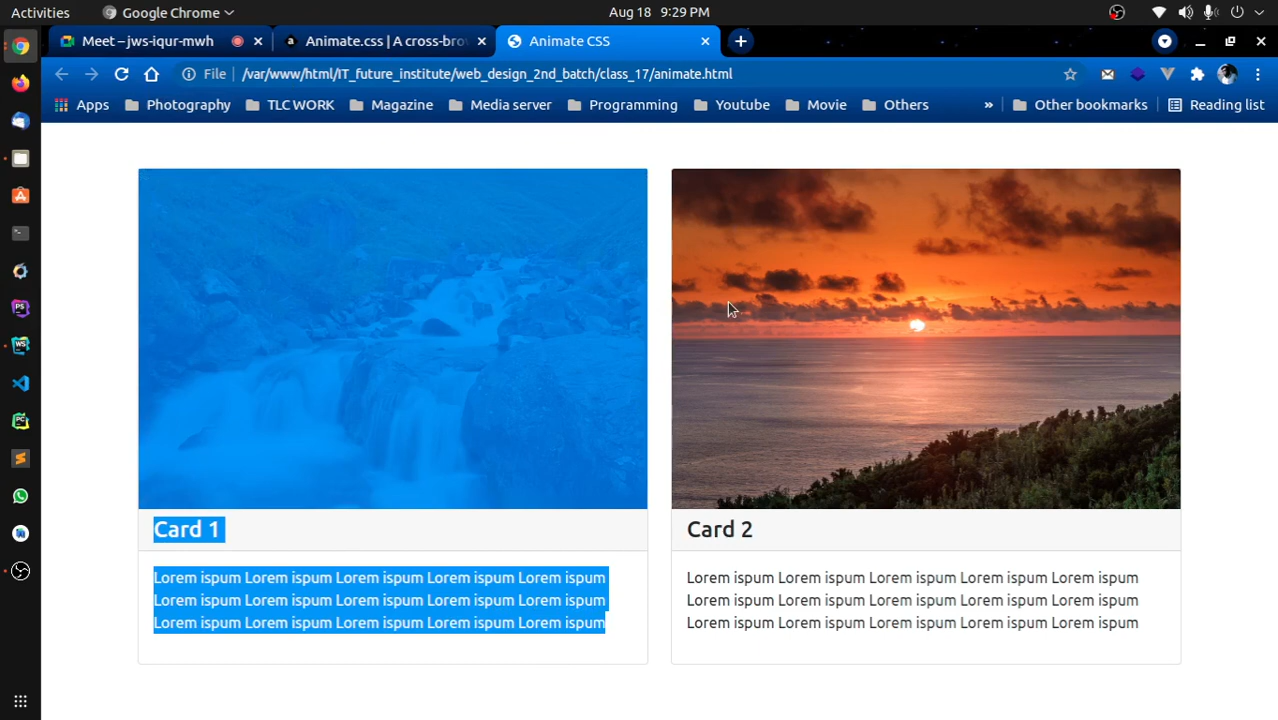 Activities Google Chrome Aug 18 9:29 PM
Meet – jws-iqur-mwh Animate.css | A cross-brow Animate CSS
File /var/www/html/IT_future_institute/web_design_2nd_batch/class_17/animate.html
Apps Photography TLC WORK Magazine Media server Programming Youtube Movie Others » Other bookmarks Reading list
Card 1
Lorem ispum Lorem ispum Lorem ispum Lorem ispum Lorem ispum
Lorem ispum Lorem ispum Lorem ispum Lorem ispum Lorem ispum
Lorem ispum Lorem ispum Lorem ispum Lorem ispum Lorem ispum
Card 2
Lorem ispum Lorem ispum Lorem ispum Lorem ispum Lorem ispum
Lorem ispum Lorem ispum Lorem ispum Lorem ispum Lorem ispum
Lorem ispum Lorem ispum Lorem ispum Lorem ispum Lorem ispum